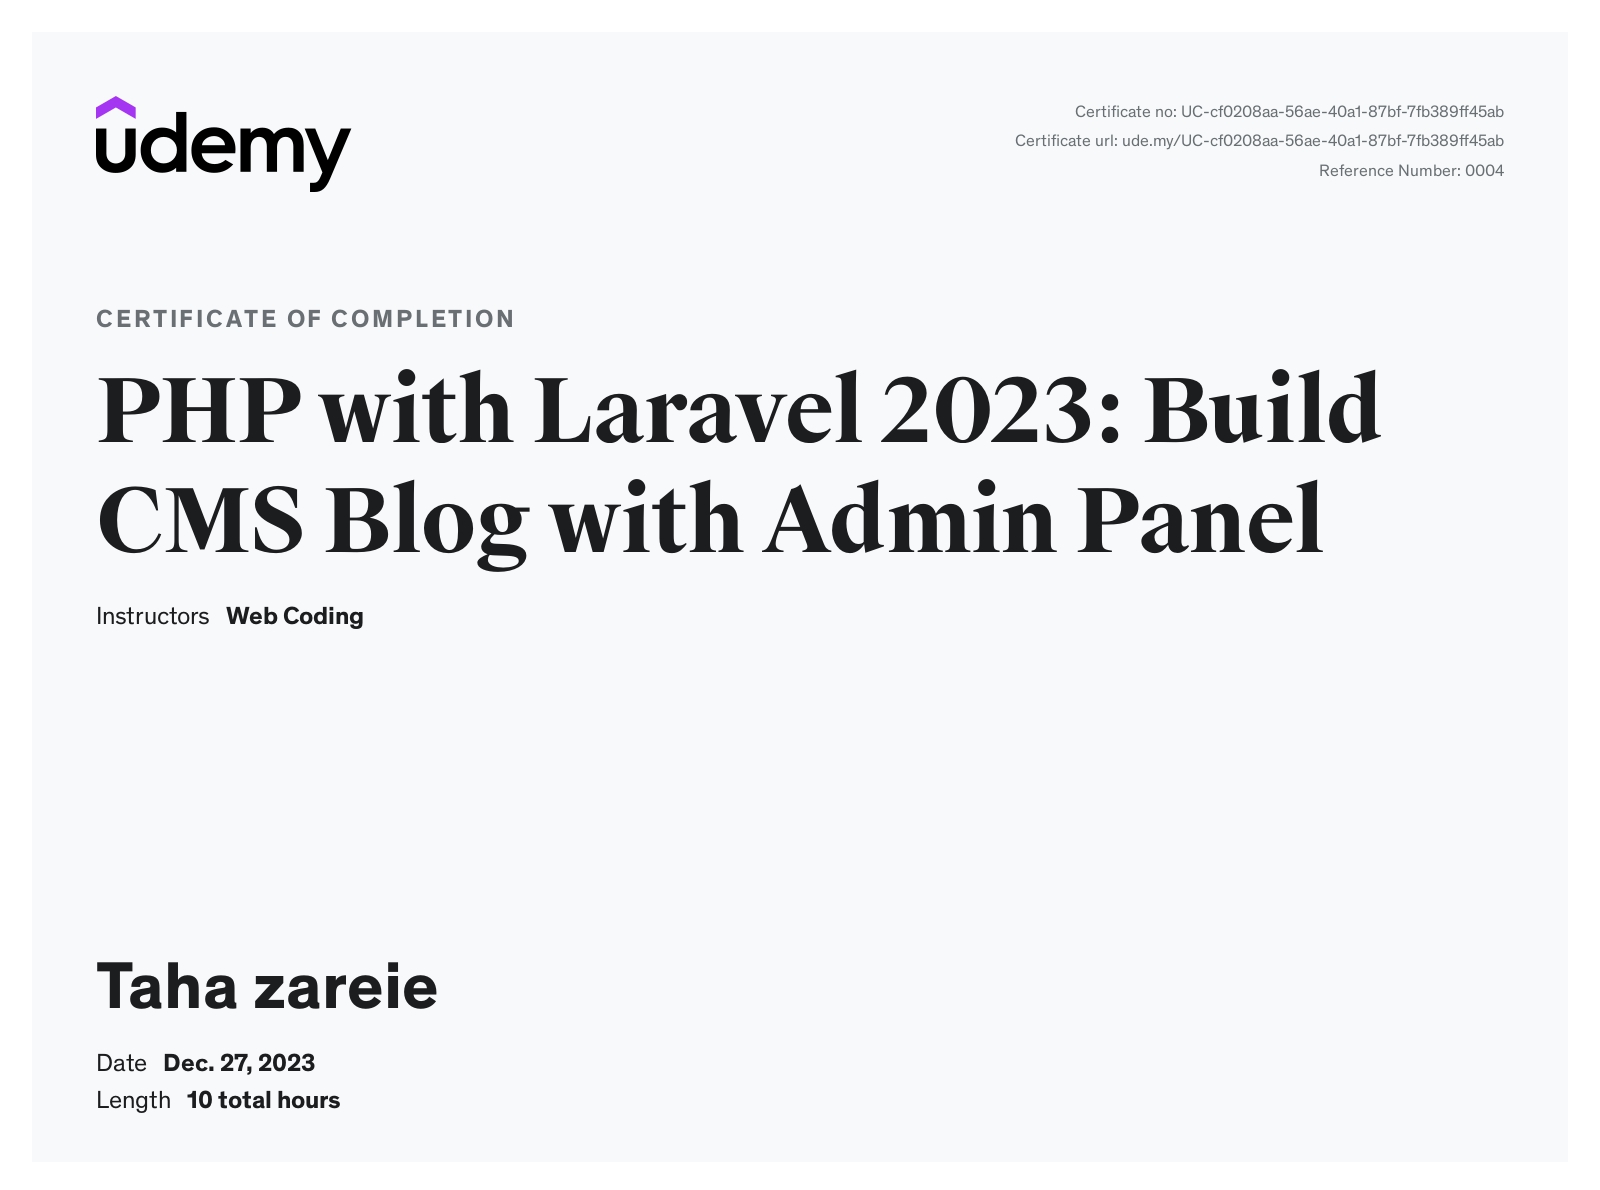 udemy
Certificate no: UC-cf0208aa-56ae-40a1-87bf-7fb389ff45ab
Certificate url: ude.my/UC-cf0208aa-56ae-40a1-87bf-7fb389ff45ab
Reference Number: 0004
CERTIFICATE OF COMPLETION
PHP with Laravel 2023: Build
CMS Blog with Admin Panel
Instructors Web Coding
Taha zareie
Date Dec. 27, 2023
Length 10 total hours